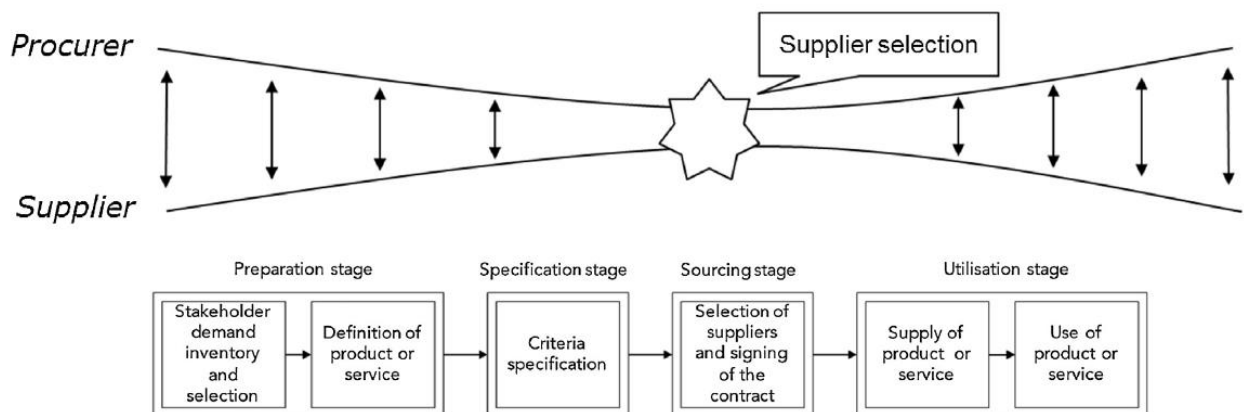 Procurer
Supplier selection
Supplier
Preparation stage
Specification stage
Sourcing stage
Utilisation stage
Stakeholder
demand
inventory
and
selection
Definition of
product or
service
Criteria
specification
Selection of
suppliers
and signing
of the
contract
Supply of
product or
service
Use of
product or
service